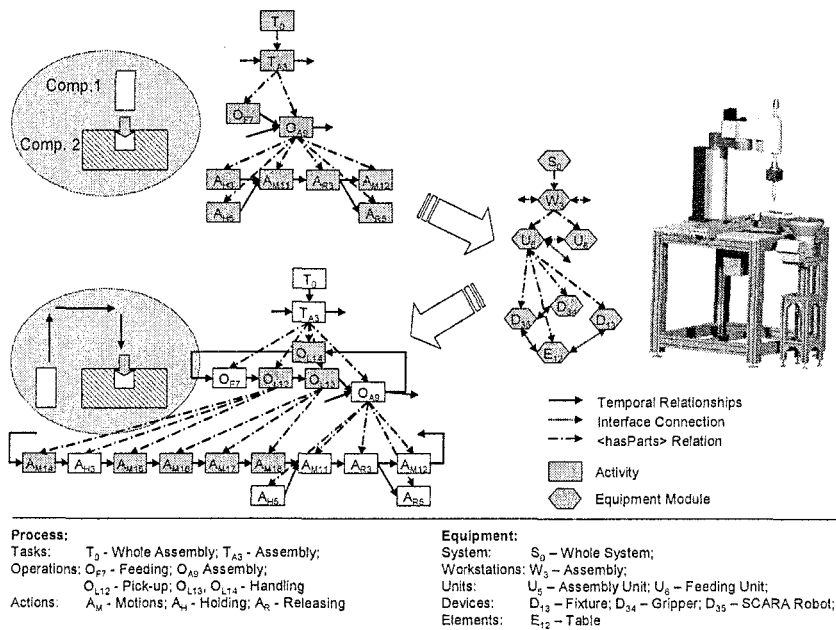 T0
TA3
Comp. 1
Comp. 2
OF7
OA9
AH3
AM11
AR3
AM12
AH5
AR5
S0
W3
U5
U6
D35
D34
D13
E12
T0
TA3
OL14
OF7
OL12
OL13
OA9
AM14
AH3
AM15
AM16
AM17
AM18
AM11
AR3
AM12
AH5
AR5
Temporal Relationships
Interface Connection
<hasParts> Relation
Activity
Equipment Module
Process:
Tasks: T0 - Whole Assembly; TA3 - Assembly;
Operations: OF7 - Feeding; OA9 Assembly;
OL12 - Pick-up; OL13, OL14 - Handling
Actions: AM - Motions; AH - Holding; AR - Releasing
Equipment:
System: S0 – Whole System;
Workstations: W3 – Assembly;
Units: U5 – Assembly Unit; U6 – Feeding Unit;
Devices: D13 – Fixture; D34 - Gripper; D35 – SCARA Robot;
Elements: E12 – Table